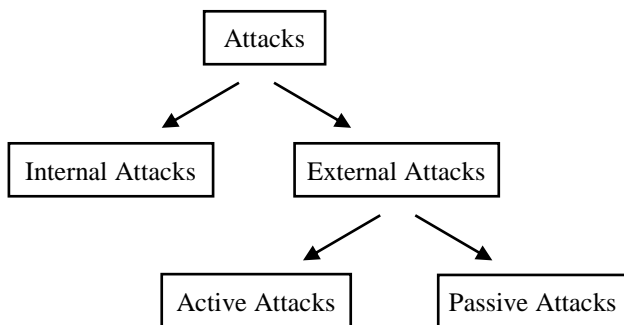 Attacks
Internal Attacks
External Attacks
Active Attacks
Passive Attacks